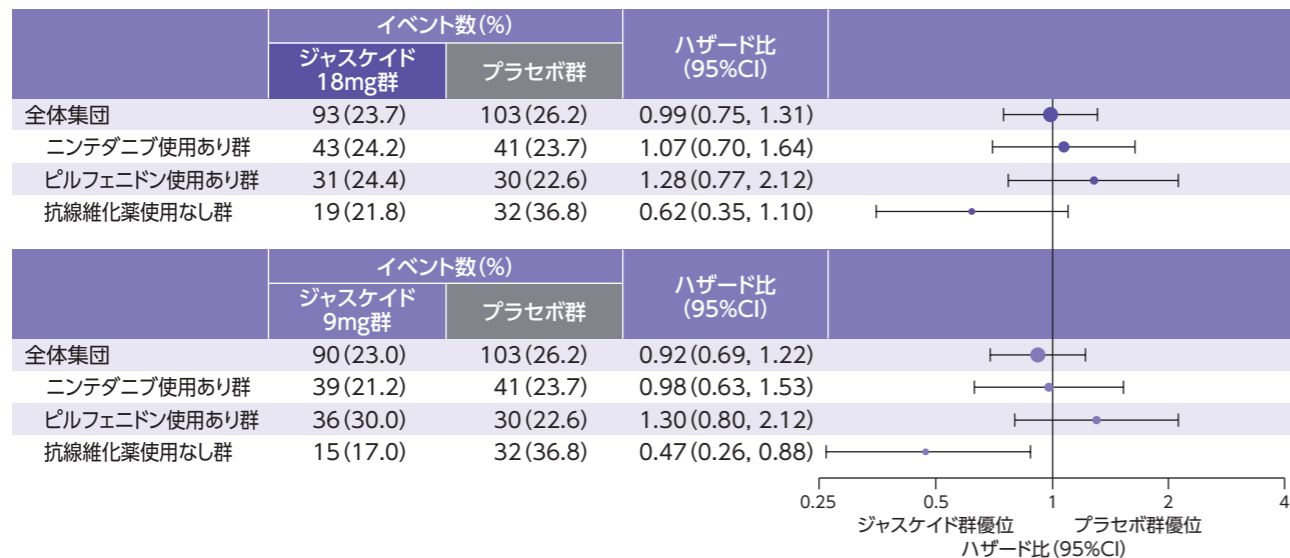 イベント数(%)
ジャスケイド
18mg群
プラセボ群
ハザード比
(95%CI)
全体集団 93(23.7) 103(26.2) 0.99(0.75, 1.31)
ニンテダニブ使用あり群 43(24.2) 41(23.7) 1.07(0.70, 1.64)
ピルフェニドン使用あり群 31(24.4) 30(22.6) 1.28(0.77, 2.12)
抗線維化薬使用なし群 19(21.8) 32(36.8) 0.62(0.35, 1.10)
イベント数(%)
ジャスケイド
9mg群
プラセボ群
ハザード比
(95%CI)
全体集団 90(23.0) 103(26.2) 0.92(0.69, 1.22)
ニンテダニブ使用あり群 39(21.2) 41(23.7) 0.98(0.63, 1.53)
ピルフェニドン使用あり群 36(30.0) 30(22.6) 1.30(0.80, 2.12)
抗線維化薬使用なし群 15(17.0) 32(36.8) 0.47(0.26, 0.88)
0.25 0.5 1 2 4
ジャスケイド群優位 プラセボ群優位
ハザード比(95%CI)